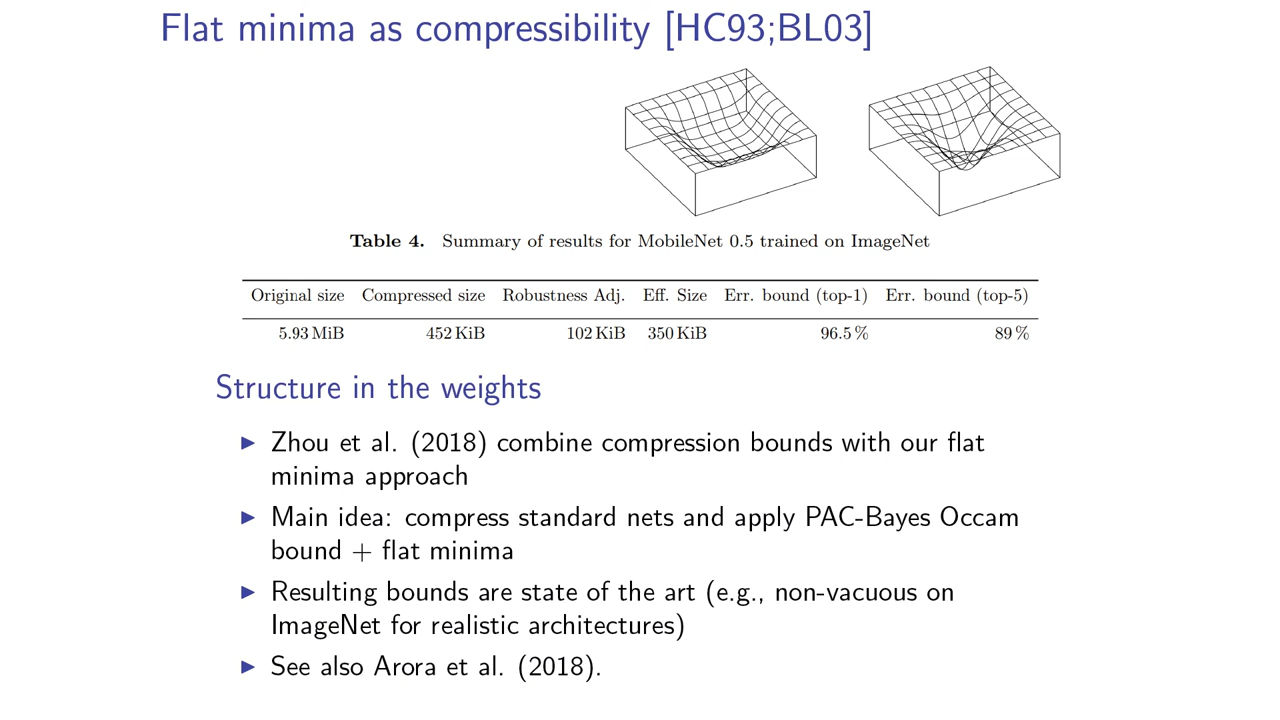 Flat minima as compressibility [HC93;BL03]
Table 4. Summary of results for MobileNet 0.5 trained on ImageNet
Original size Compressed size Robustness Adj. Eff. Size Err. bound (top-1) Err. bound (top-5)
5.93 MiB 452 KiB 102 KiB 350 KiB 96.5 % 89 %
Structure in the weights
▶ Zhou et al. (2018) combine compression bounds with our flat
minima approach
▶ Main idea: compress standard nets and apply PAC-Bayes Occam
bound + flat minima
▶ Resulting bounds are state of the art (e.g., non-vacuous on
ImageNet for realistic architectures)
▶ See also Arora et al. (2018).